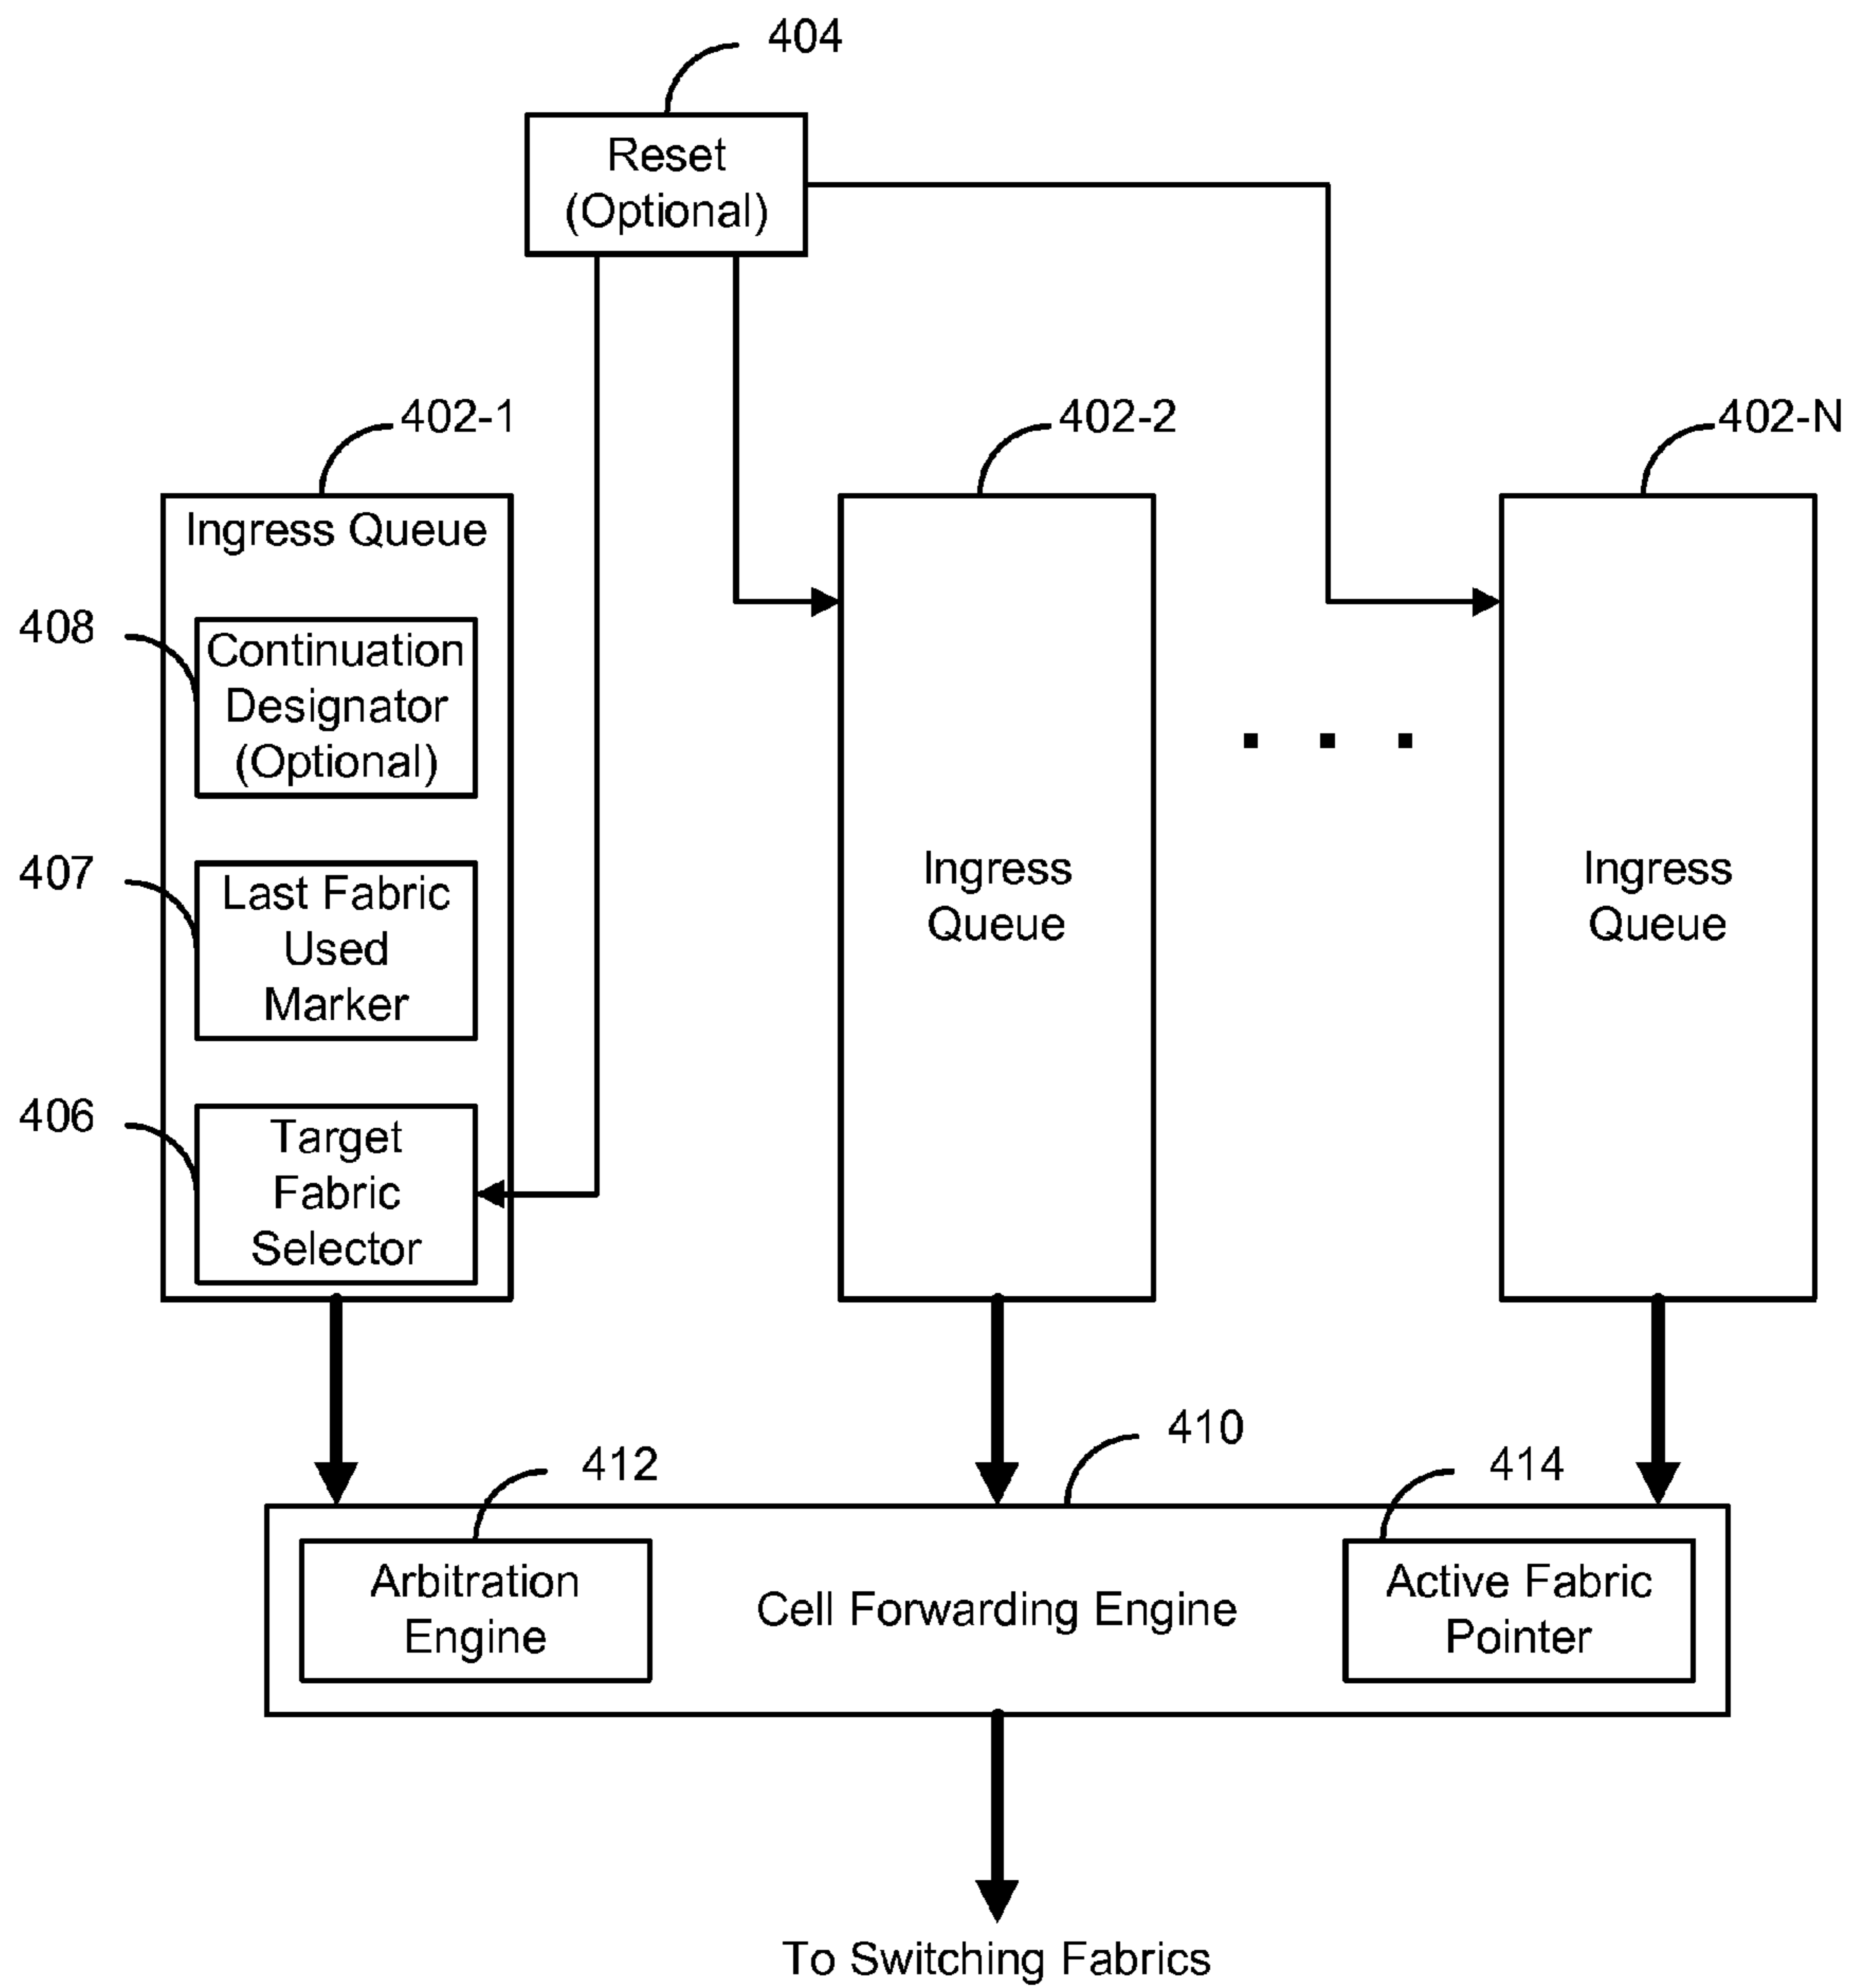 404
Reset
(Optional)
402-1
402-2
402-N
Ingress Queue
408
Continuation
Designator
(Optional)
407
Last Fabric
Used
Marker
406
Target
Fabric
Selector
Ingress
Queue
. . .
Ingress
Queue
410
412
414
Arbitration
Engine
Cell Forwarding Engine
Active Fabric
Pointer
To Switching Fabrics